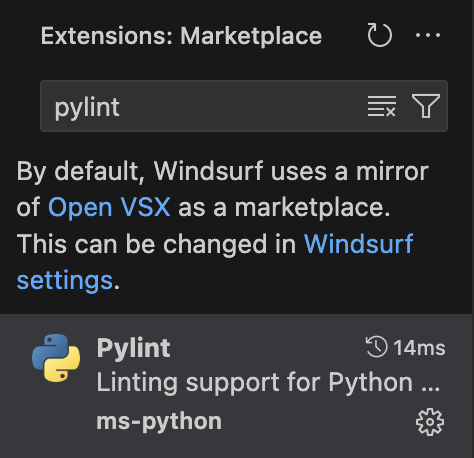 Extensions: Marketplace
pylint
By default, Windsurf uses a mirror
of Open VSX as a marketplace.
This can be changed in Windsurf
settings.
Pylint 14ms
Linting support for Python ...
ms-python